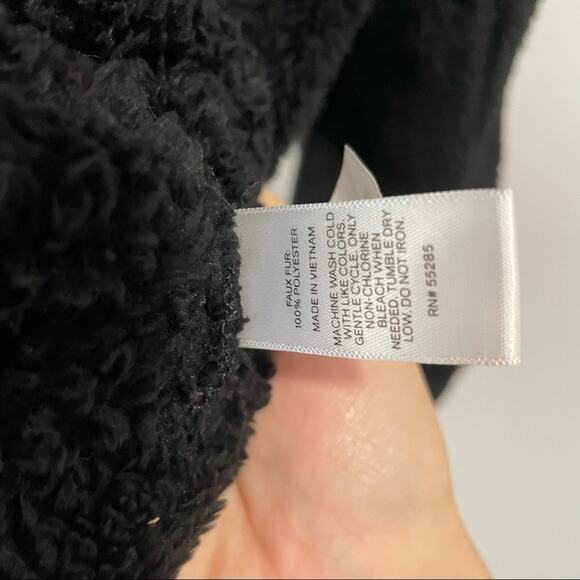 FAUX FUR:
100% POLYESTER
MADE IN VIETNAM
MACHINE WASH COLD
WITH LIKE COLORS.
GENTLE CYCLE. ONLY
NON-CHLORINE
BLEACH WHEN
NEEDED. TUMBLE DRY
LOW. DO NOT IRON.
RN# 55285